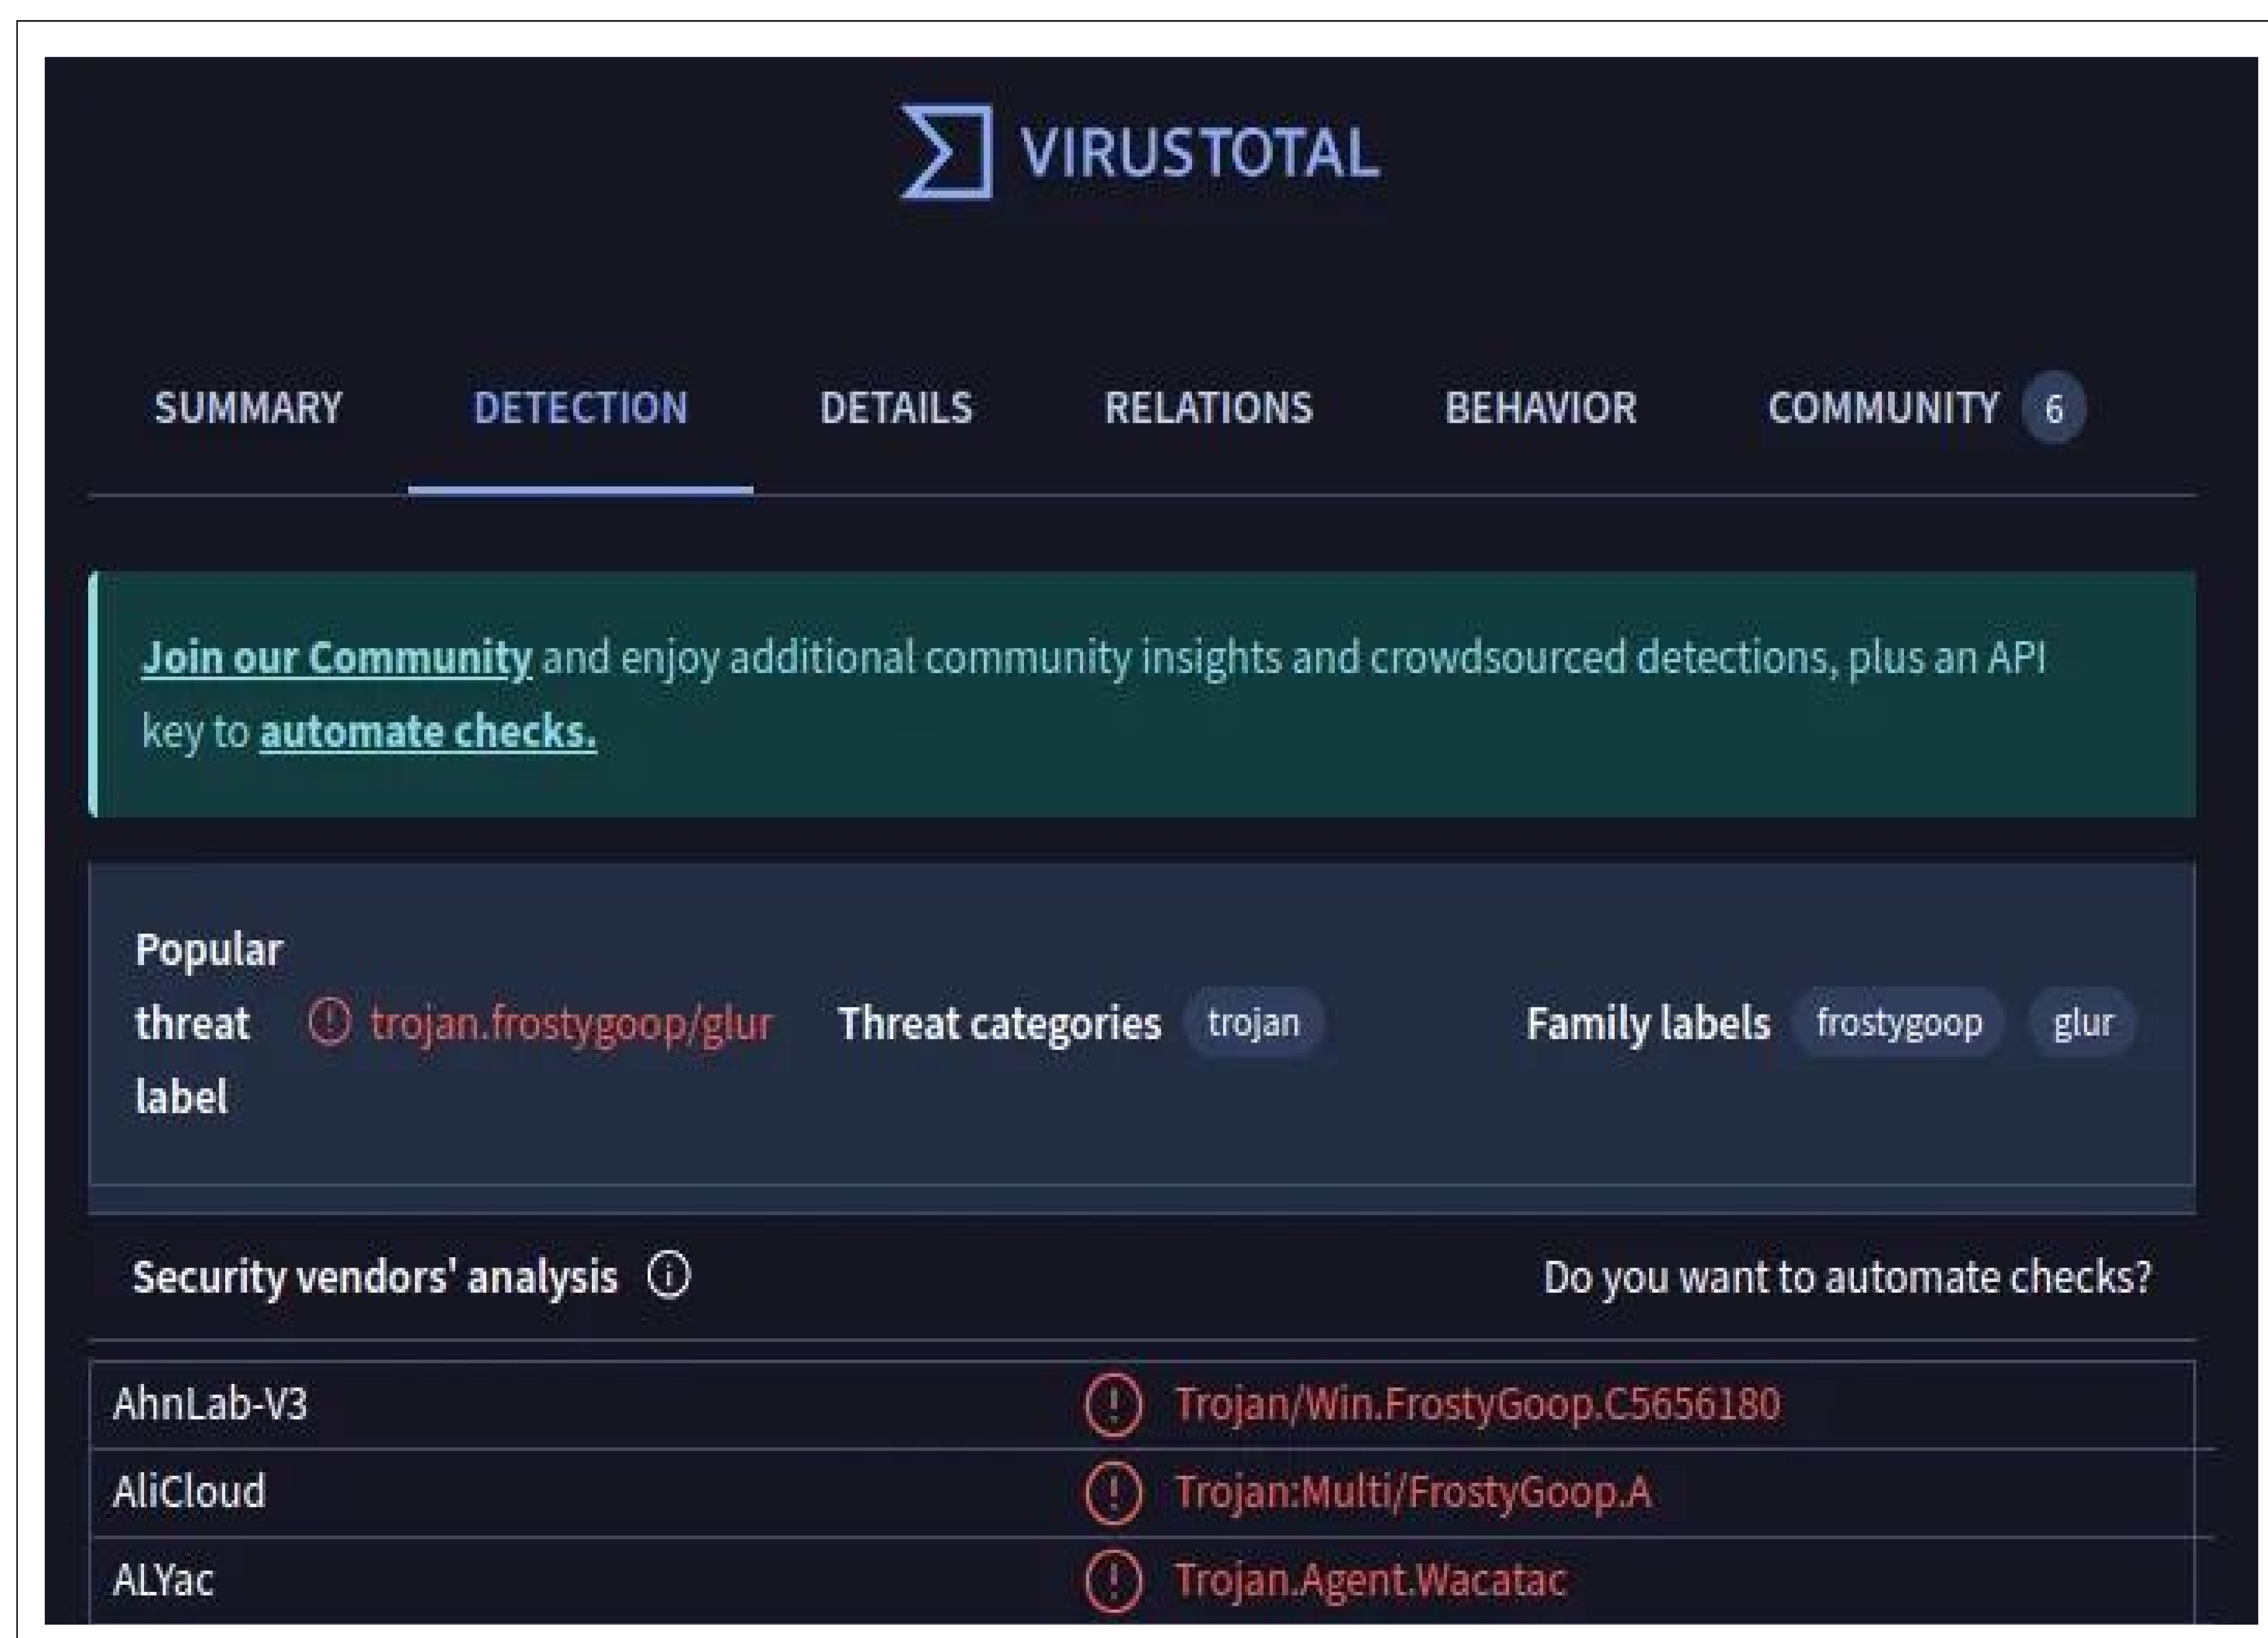 VIRUSTOTAL
SUMMARY DETECTION DETAILS RELATIONS BEHAVIOR COMMUNITY 6
Join our Community and enjoy additional community insights and crowdsourced detections, plus an API
key to automate checks.
Popular
threat trojan.frostygoop/glur Threat categories trojan Family labels frostygoop glur
label
Security vendors' analysis Do you want to automate checks?
AhnLab-V3 Trojan/Win.FrostyGoop.C5656180
AliCloud Trojan:Multi/FrostyGoop.A
ALYac Trojan.Agent.Wacatac